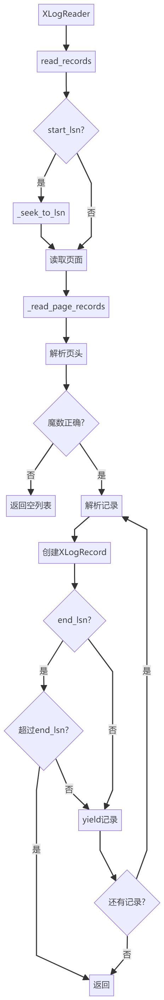 XLogReader
read_records
start_lsn?
是
_seek_to_lsn
否
读取页面
_read_page_records
解析页头
魔数正确?
否
是
返回空列表
解析记录
创建XLogRecord
end_lsn?
是
是
超过end_lsn?
否
否
yield记录
是
还有记录?
否
返回